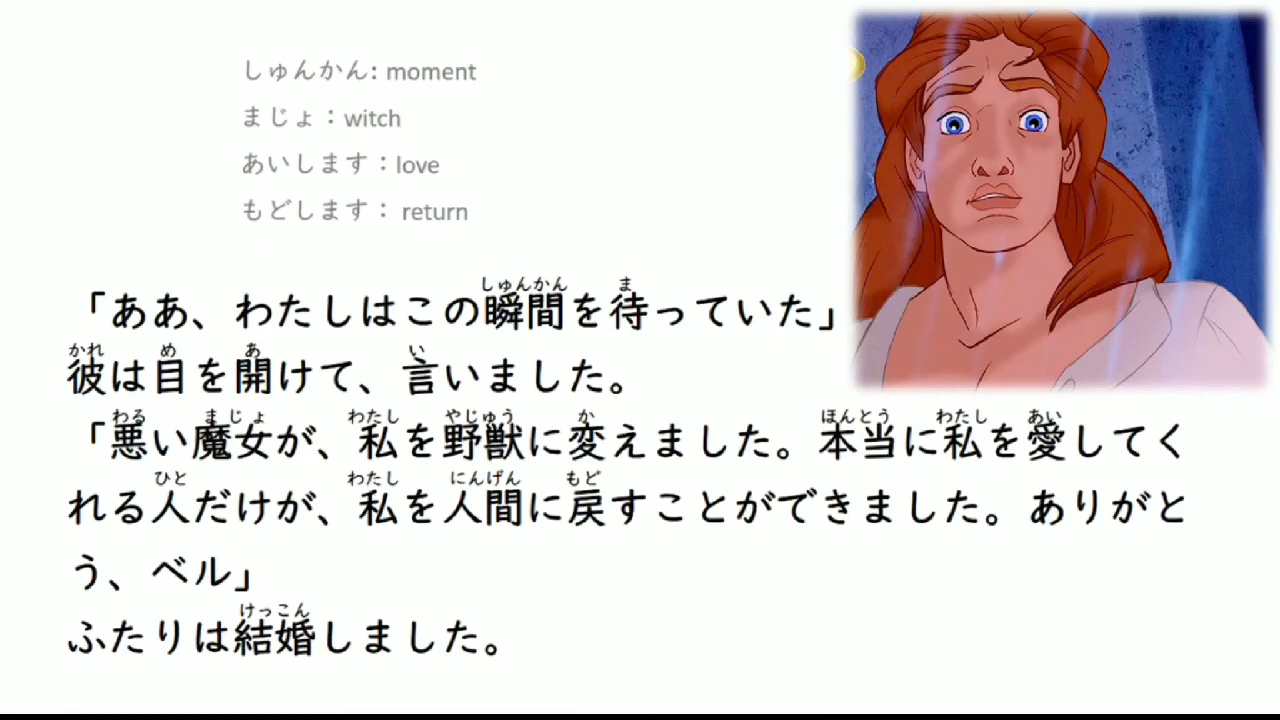 しゅんかん: moment
まじょ：witch
あいします：love
もどします： return
「ああ、わたしはこの瞬間を待っていた」
彼は目を開けて、言いました。
「悪い魔女が、私を野獣に変えました。本当に私を愛してく
れる人だけが、私を人間に戻すことができました。ありがと
う、ベル」
ふたりは結婚しました。